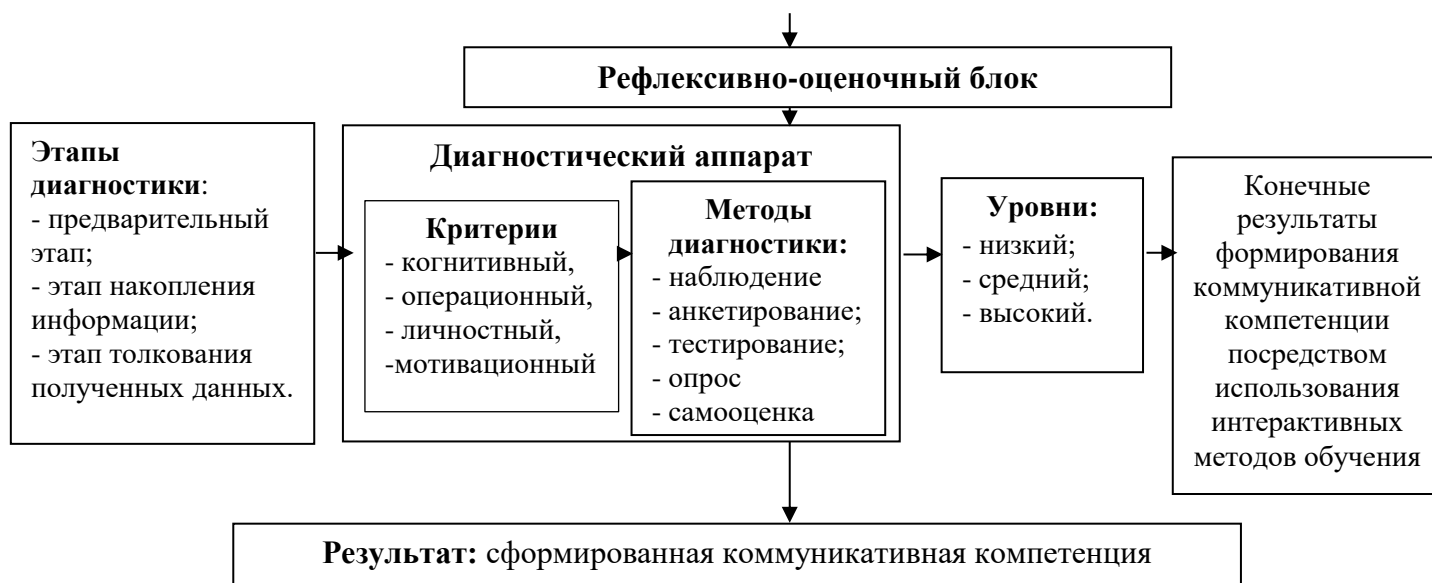 Рефлексивно-оценочный блок
Этапы
диагностики:
- предварительный
этап;
- этап накопления
информации;
- этап толкования
полученных данных.
Диагностический аппарат
Критерии
- когнитивный,
- операционный,
- личностный,
-мотивационный
Методы
диагностики:
- наблюдение
- анкетирование;
- тестирование;
- опрос
- самооценка
Уровни:
- низкий;
- средний;
- высокий.
Конечные
результаты
формирования
коммуникативной
компетенции
посредством
использования
интерактивных
методов обучения
Результат: сформированная коммуникативная компетенция